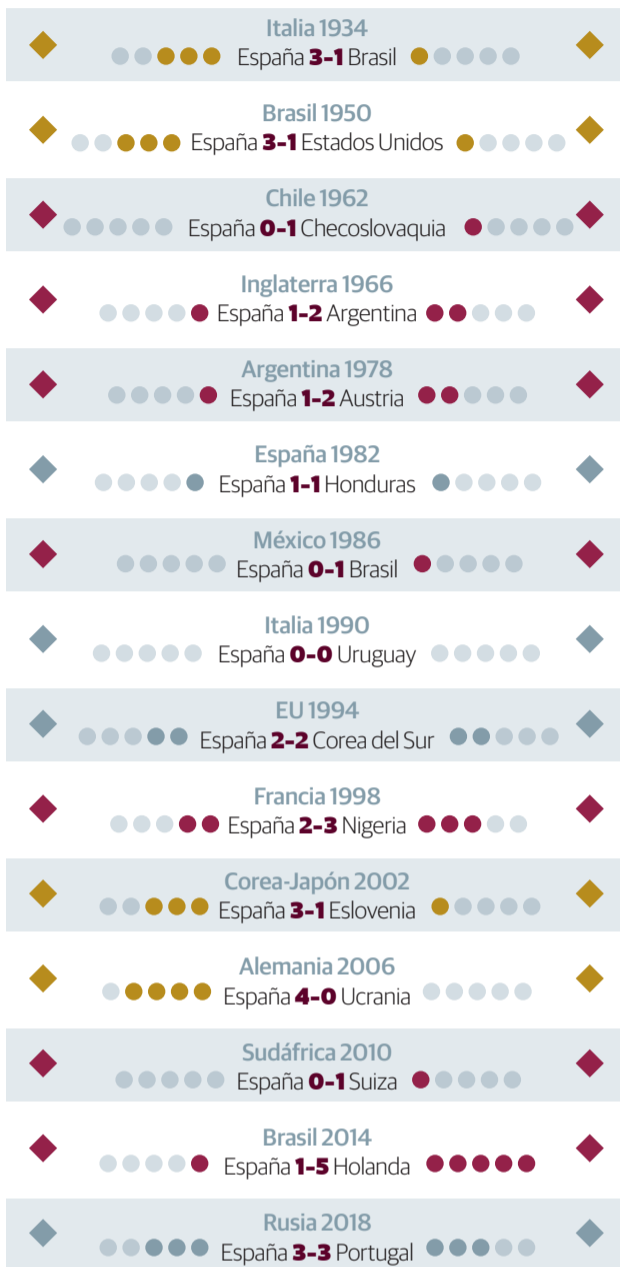 Italia 1934
España 3-1 Brasil
Brasil 1950
España 3-1 Estados Unidos
Chile 1962
España 0-1 Checoslovaquia
Inglaterra 1966
España 1-2 Argentina
Argentina 1978
España 1-2 Austria
España 1982
España 1-1 Honduras
México 1986
España 0-1 Brasil
Italia 1990
España 0-0 Uruguay
EU 1994
España 2-2 Corea del Sur
Francia 1998
España 2-3 Nigeria
Corea-Japón 2002
España 3-1 Eslovenia
Alemania 2006
España 4-0 Ucrania
Sudáfrica 2010
España 0-1 Suiza
Brasil 2014
España 1-5 Holanda
Rusia 2018
España 3-3 Portugal